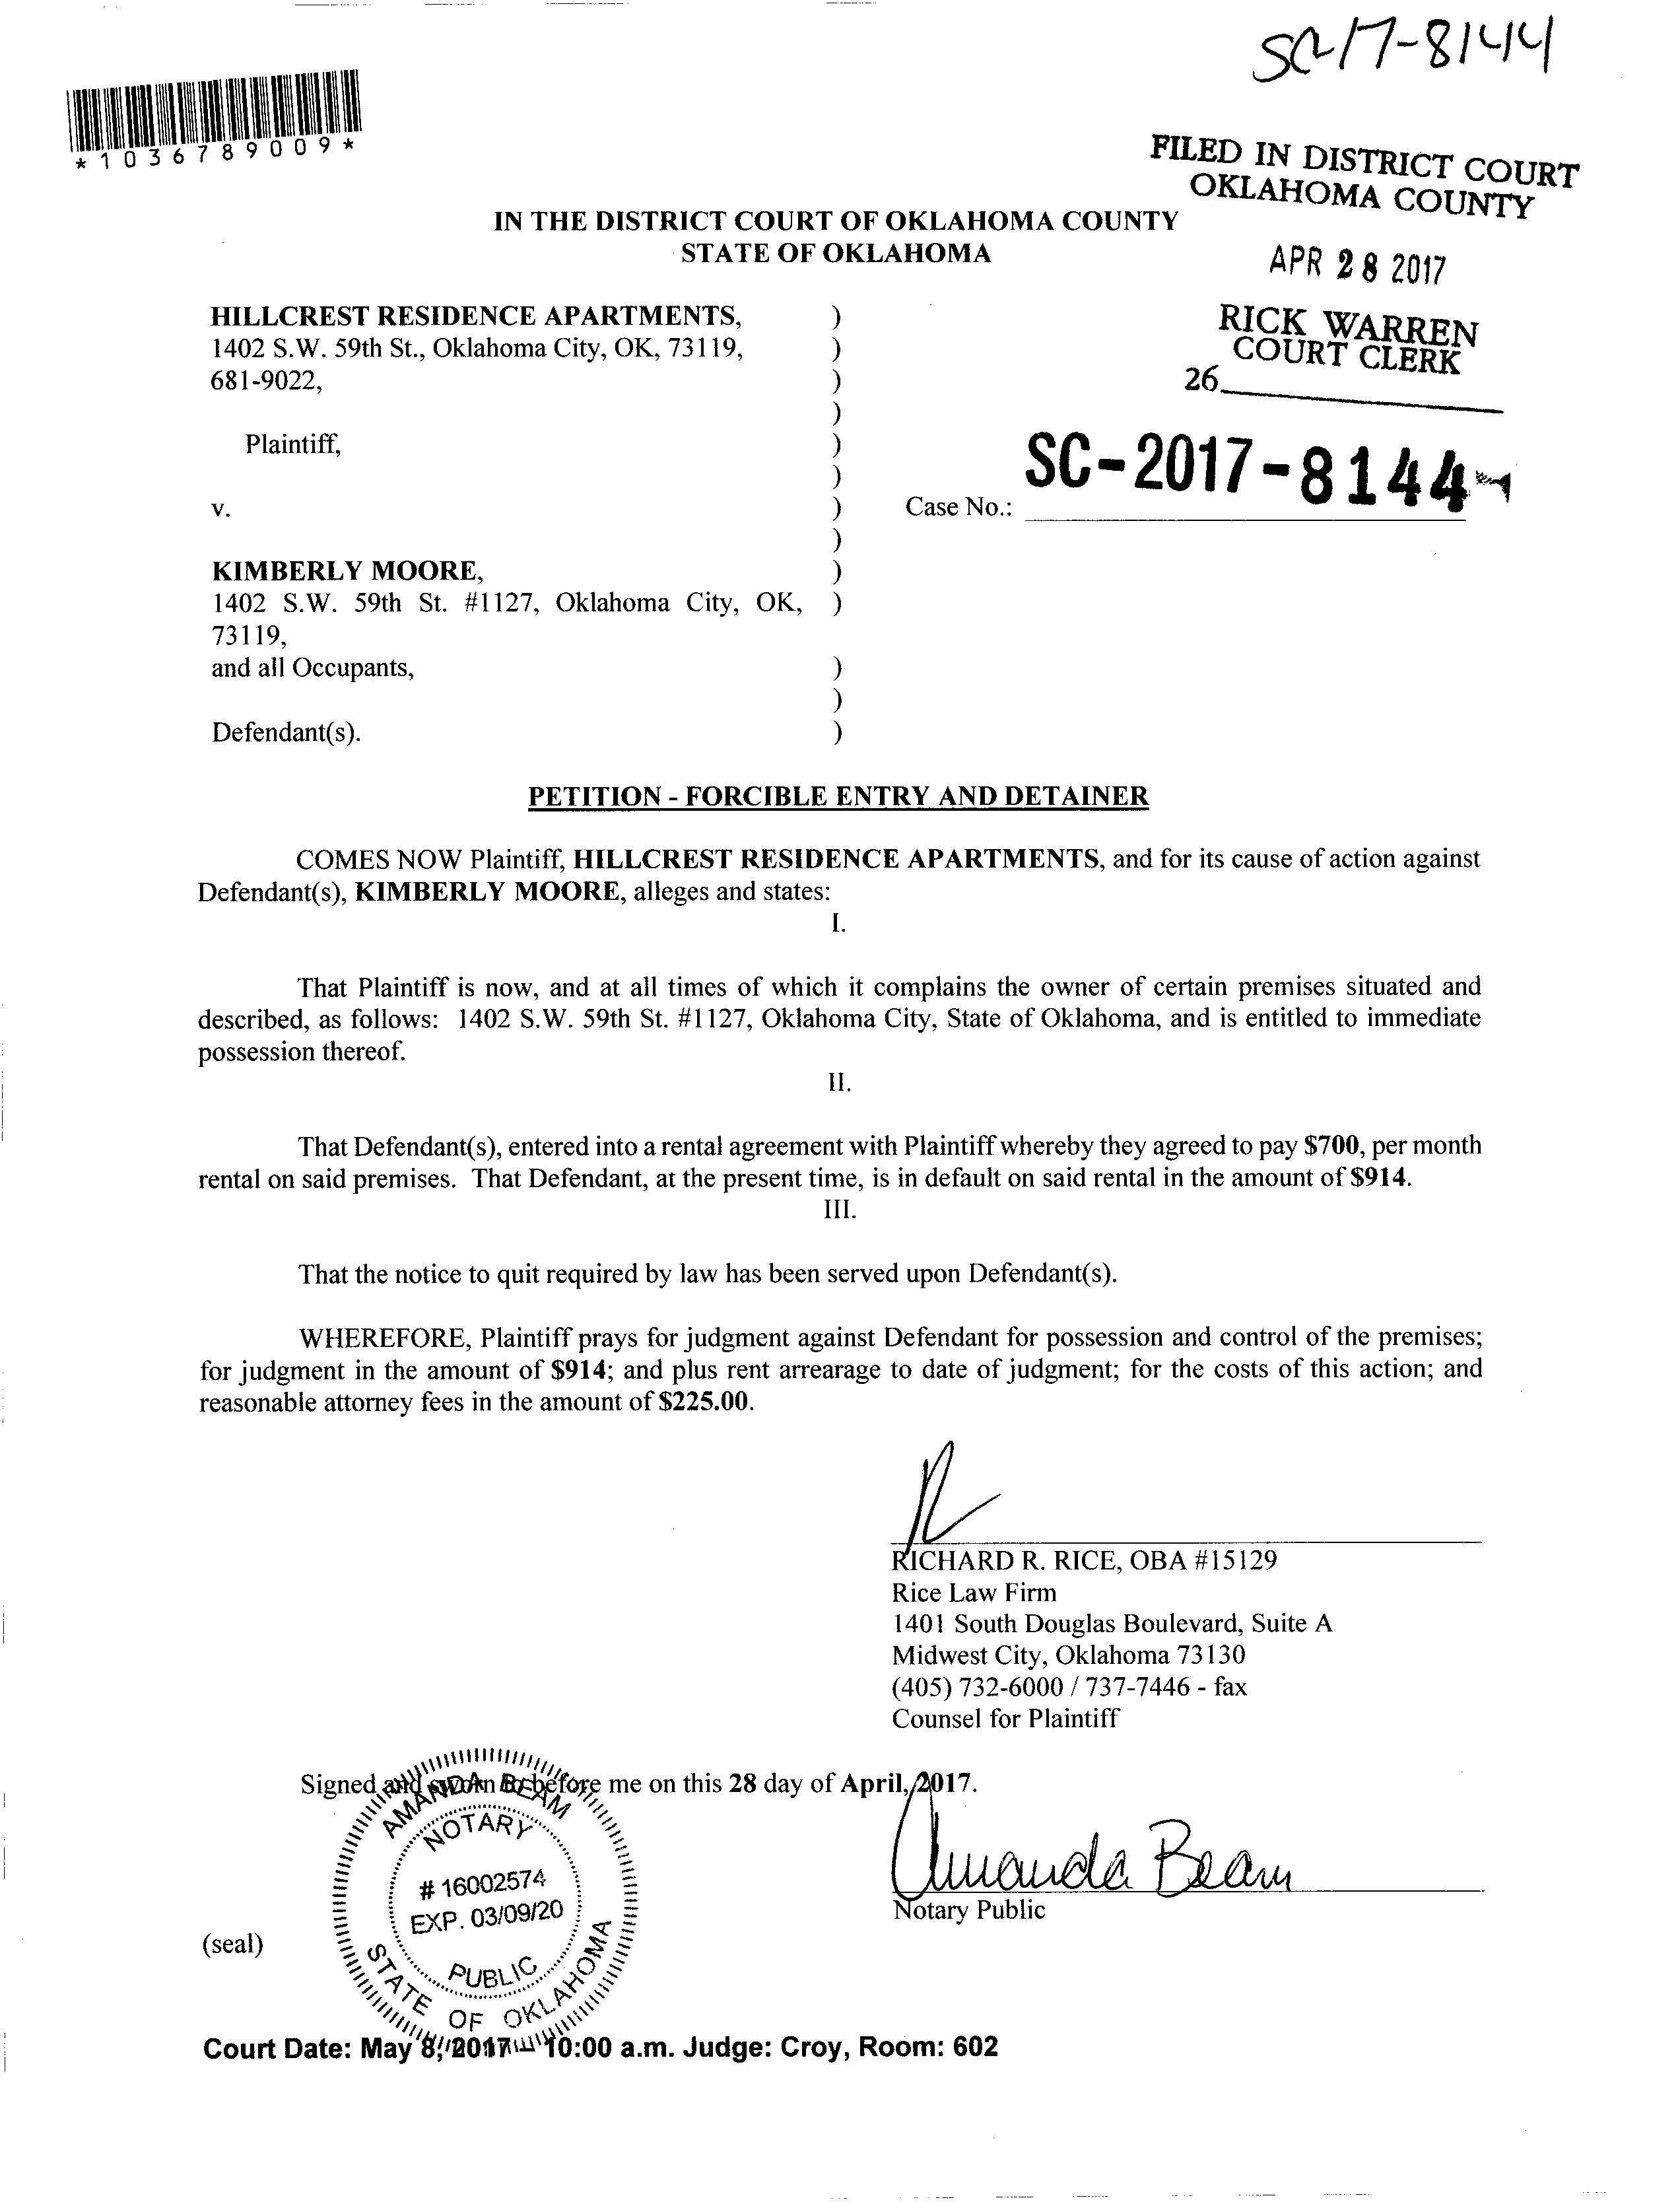 SC-17-8144
*1036789009*
FILED IN DISTRICT COURT
OKLAHOMA COUNTY
IN THE DISTRICT COURT OF OKLAHOMA COUNTY
STATE OF OKLAHOMA
APR 28 2017
RICK WARREN
COURT CLERK
26
HILLCREST RESIDENCE APARTMENTS, )
1402 S.W. 59th St., Oklahoma City, OK, 73119, )
681-9022, )
)
Plaintiff, )
)
SC-2017-8144
v. ) Case No.:
)
KIMBERLY MOORE, )
1402 S.W. 59th St. #1127, Oklahoma City, OK, )
73119,
and all Occupants, )
)
Defendant(s). )
PETITION - FORCIBLE ENTRY AND DETAINER
COMES NOW Plaintiff, HILLCREST RESIDENCE APARTMENTS, and for its cause of action against
Defendant(s), KIMBERLY MOORE, alleges and states:
I.
That Plaintiff is now, and at all times of which it complains the owner of certain premises situated and
described, as follows: 1402 S.W. 59th St. #1127, Oklahoma City, State of Oklahoma, and is entitled to immediate
possession thereof.
II.
That Defendant(s), entered into a rental agreement with Plaintiff whereby they agreed to pay $700, per month
rental on said premises. That Defendant, at the present time, is in default on said rental in the amount of $914.
III.
That the notice to quit required by law has been served upon Defendant(s).
WHEREFORE, Plaintiff prays for judgment against Defendant for possession and control of the premises;
for judgment in the amount of $914; and plus rent arrearage to date of judgment; for the costs of this action; and
reasonable attorney fees in the amount of $225.00.
RICHARD R. RICE, OBA #15129
Rice Law Firm
1401 South Douglas Boulevard, Suite A
Midwest City, Oklahoma 73130
(405) 732-6000 / 737-7446 - fax
Counsel for Plaintiff
Signed and sworn to before me on this 28 day of April, 2017.
AMANDA BEAM
NOTARY
# 16002574
EXP. 03/09/20
PUBLIC
STATE OF OKLAHOMA
Amanda Beam
Notary Public
(seal)
Court Date: May 8, 2017 10:00 a.m. Judge: Croy, Room: 602